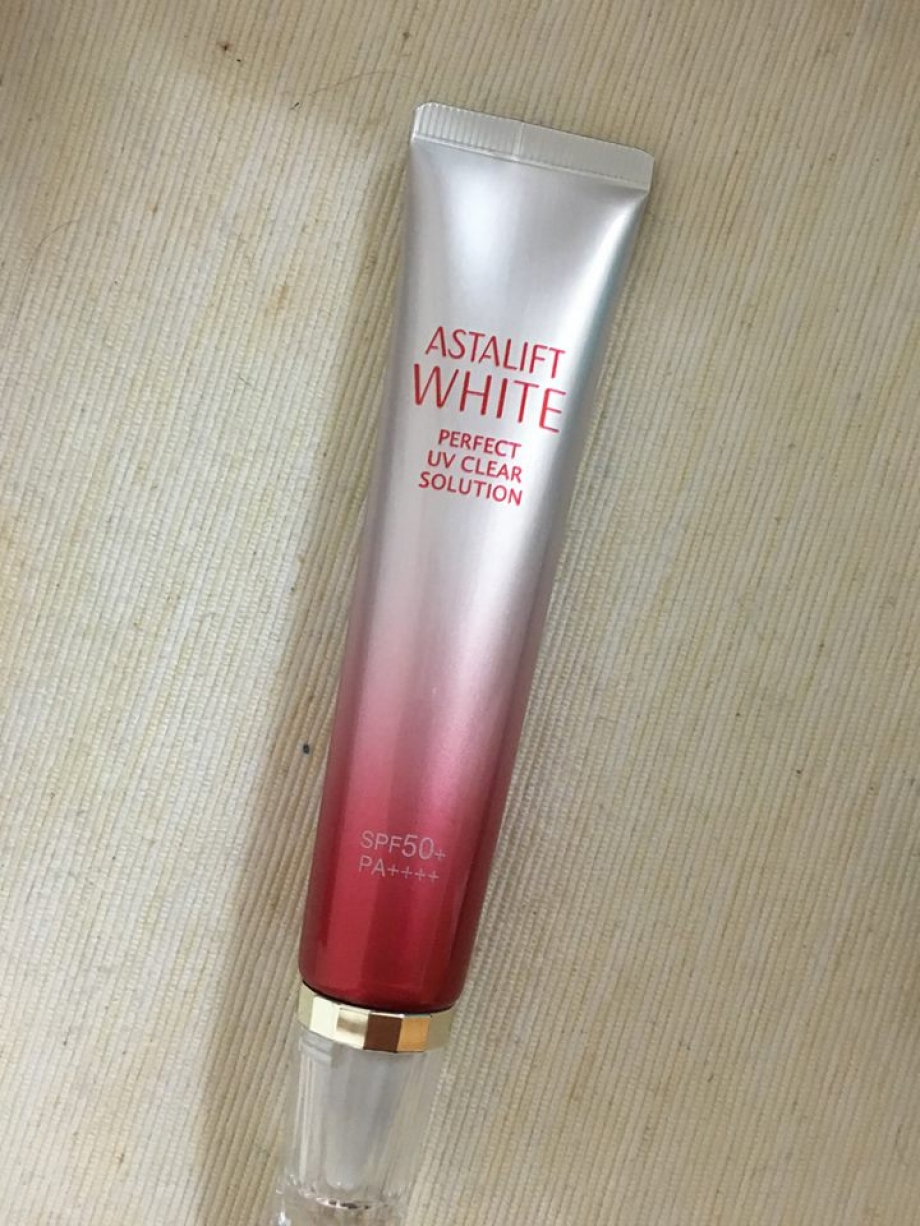 ASTALIFT
WHITE
PERFECT
UV CLEAR
SOLUTION
SPF50+
PA++++